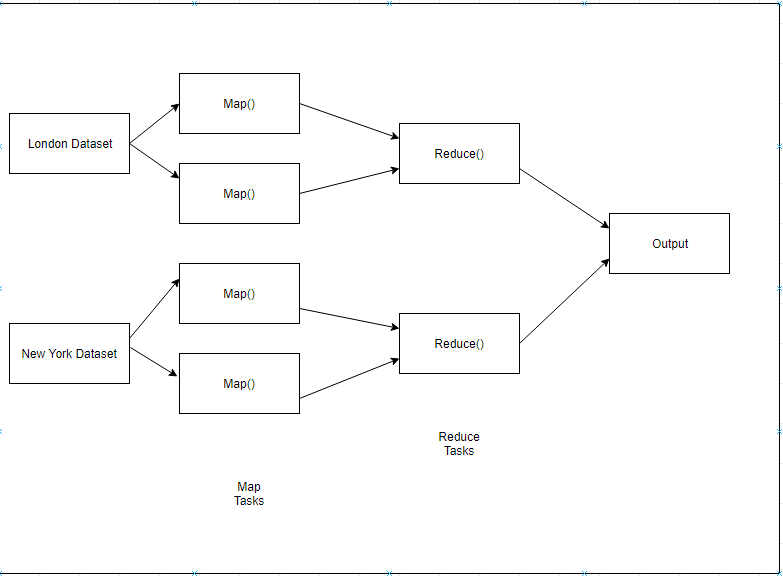 Map()
London Dataset
Map()
Reduce()
Output
Map()
New York Dataset
Map()
Reduce()
Reduce
Tasks
Map
Tasks